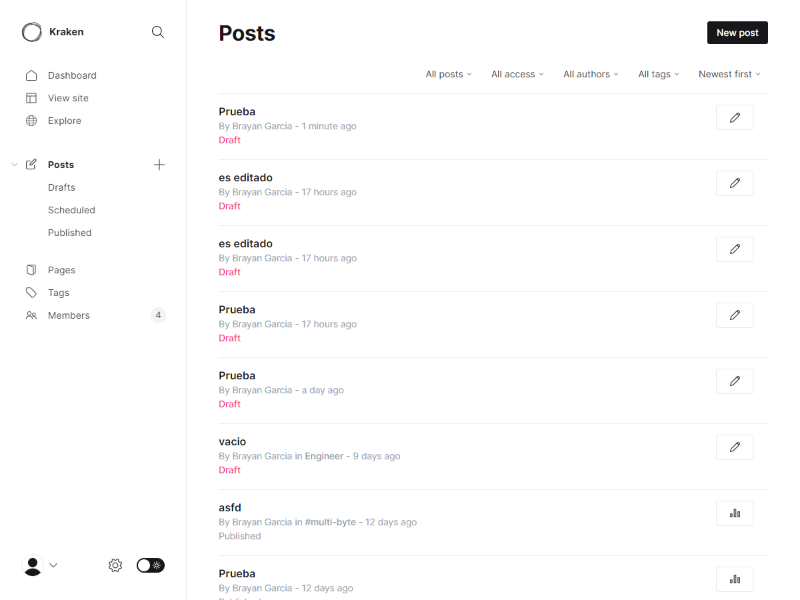 Kraken
Dashboard
View site
Explore
Posts
Drafts
Scheduled
Published
Pages
Tags
Members 4
Posts
New post
All posts All access All authors All tags Newest first
Prueba
By Brayan Garcia - 1 minute ago
Draft
es editado
By Brayan Garcia - 17 hours ago
Draft
es editado
By Brayan Garcia - 17 hours ago
Draft
Prueba
By Brayan Garcia - 17 hours ago
Draft
Prueba
By Brayan Garcia - a day ago
Draft
vacio
By Brayan Garcia in Engineer - 9 days ago
Draft
asfd
By Brayan Garcia in #multi-byte - 12 days ago
Published
Prueba
By Brayan Garcia - 12 days ago